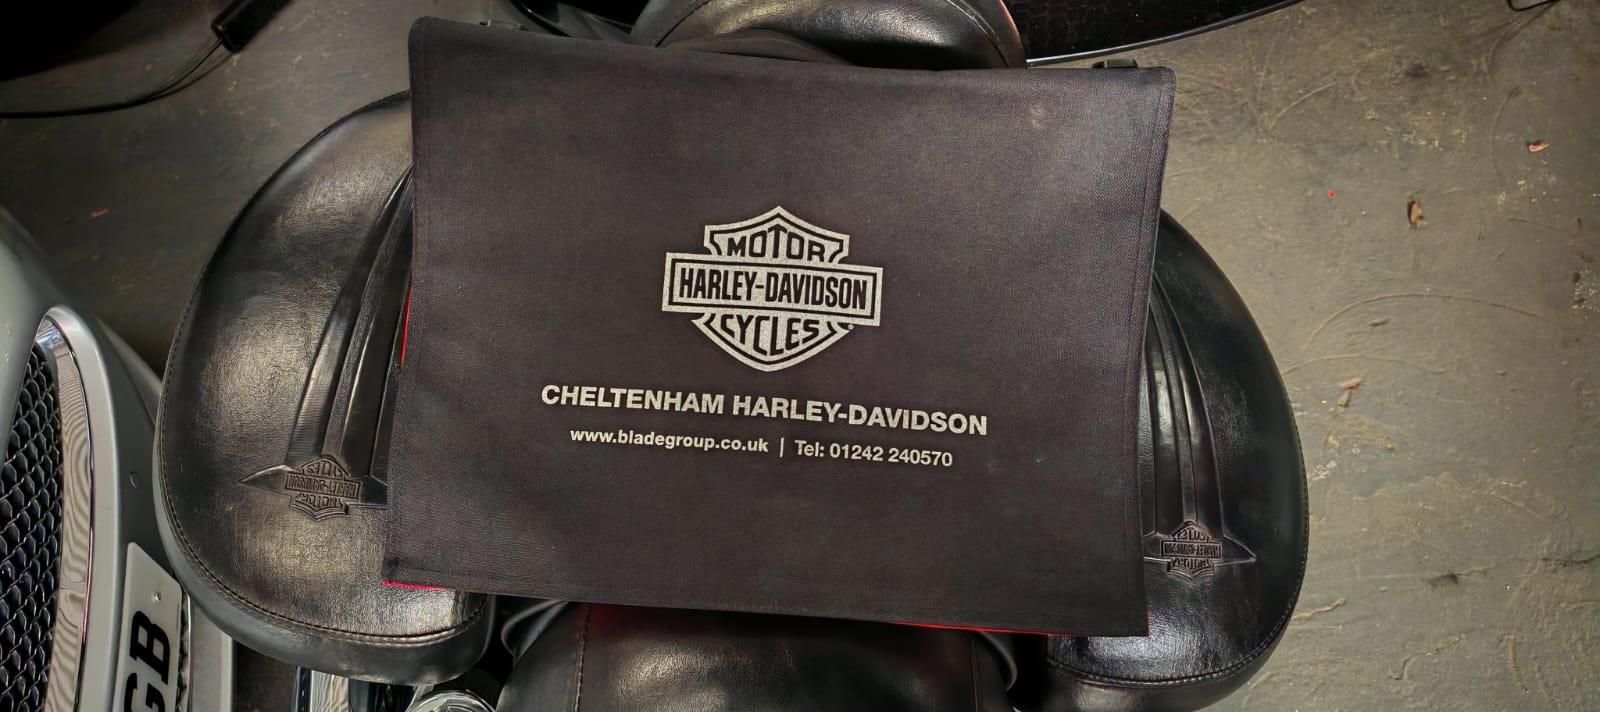 MOTOR
HARLEY-DAVIDSON
CYCLES
CHELTENHAM HARLEY-DAVIDSON
www.bladegroup.co.uk | Tel: 01242 240570
GB